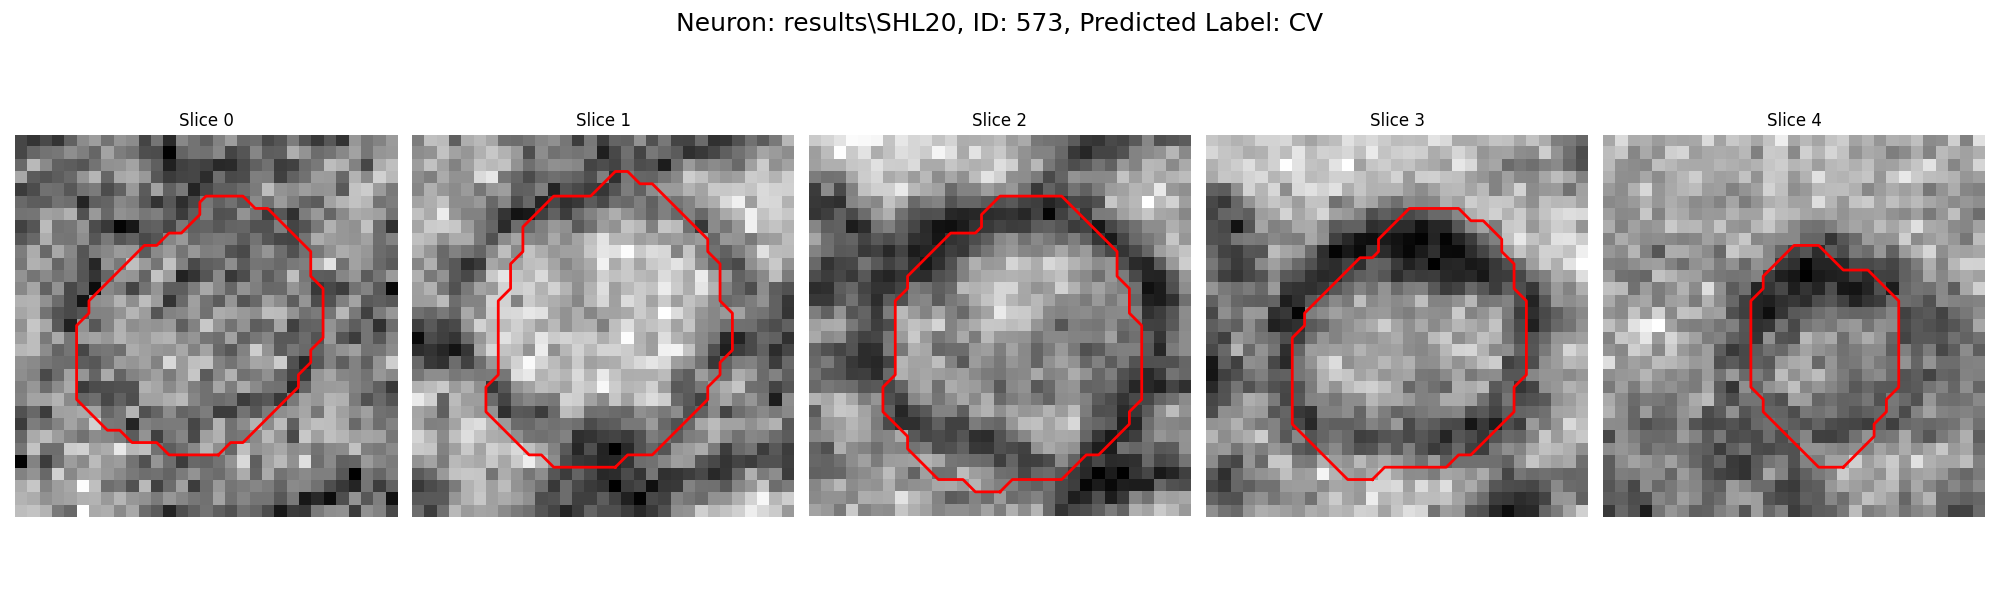 Neuron: results\SHL20, ID: 573, Predicted Label: CV
Slice 0
Slice 1
Slice 2
Slice 3
Slice 4